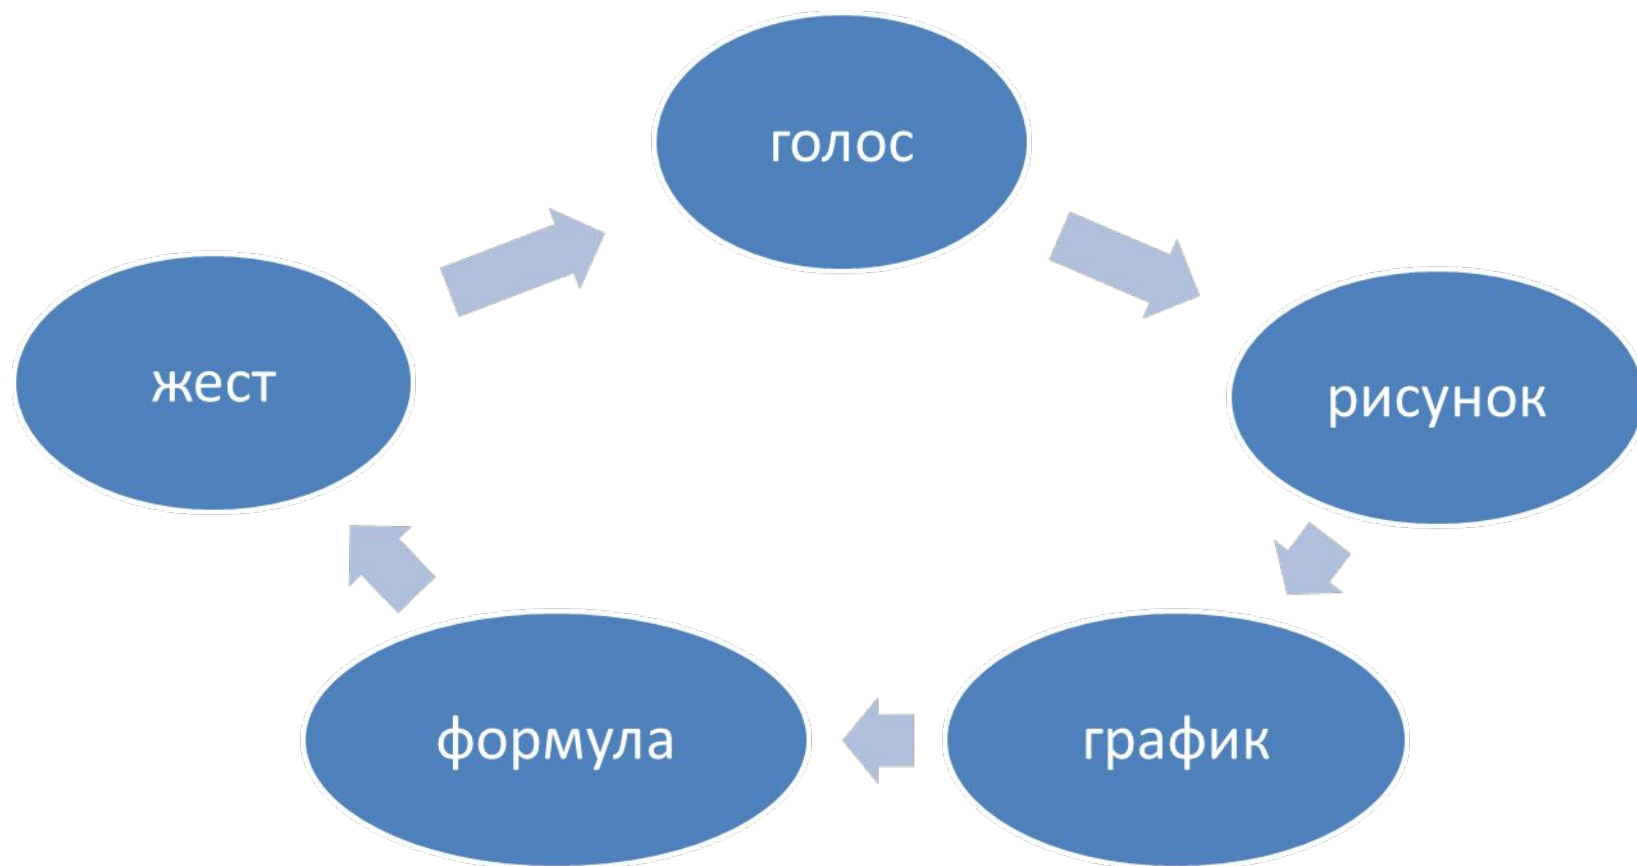 голос
рисунок
график
формула
жест